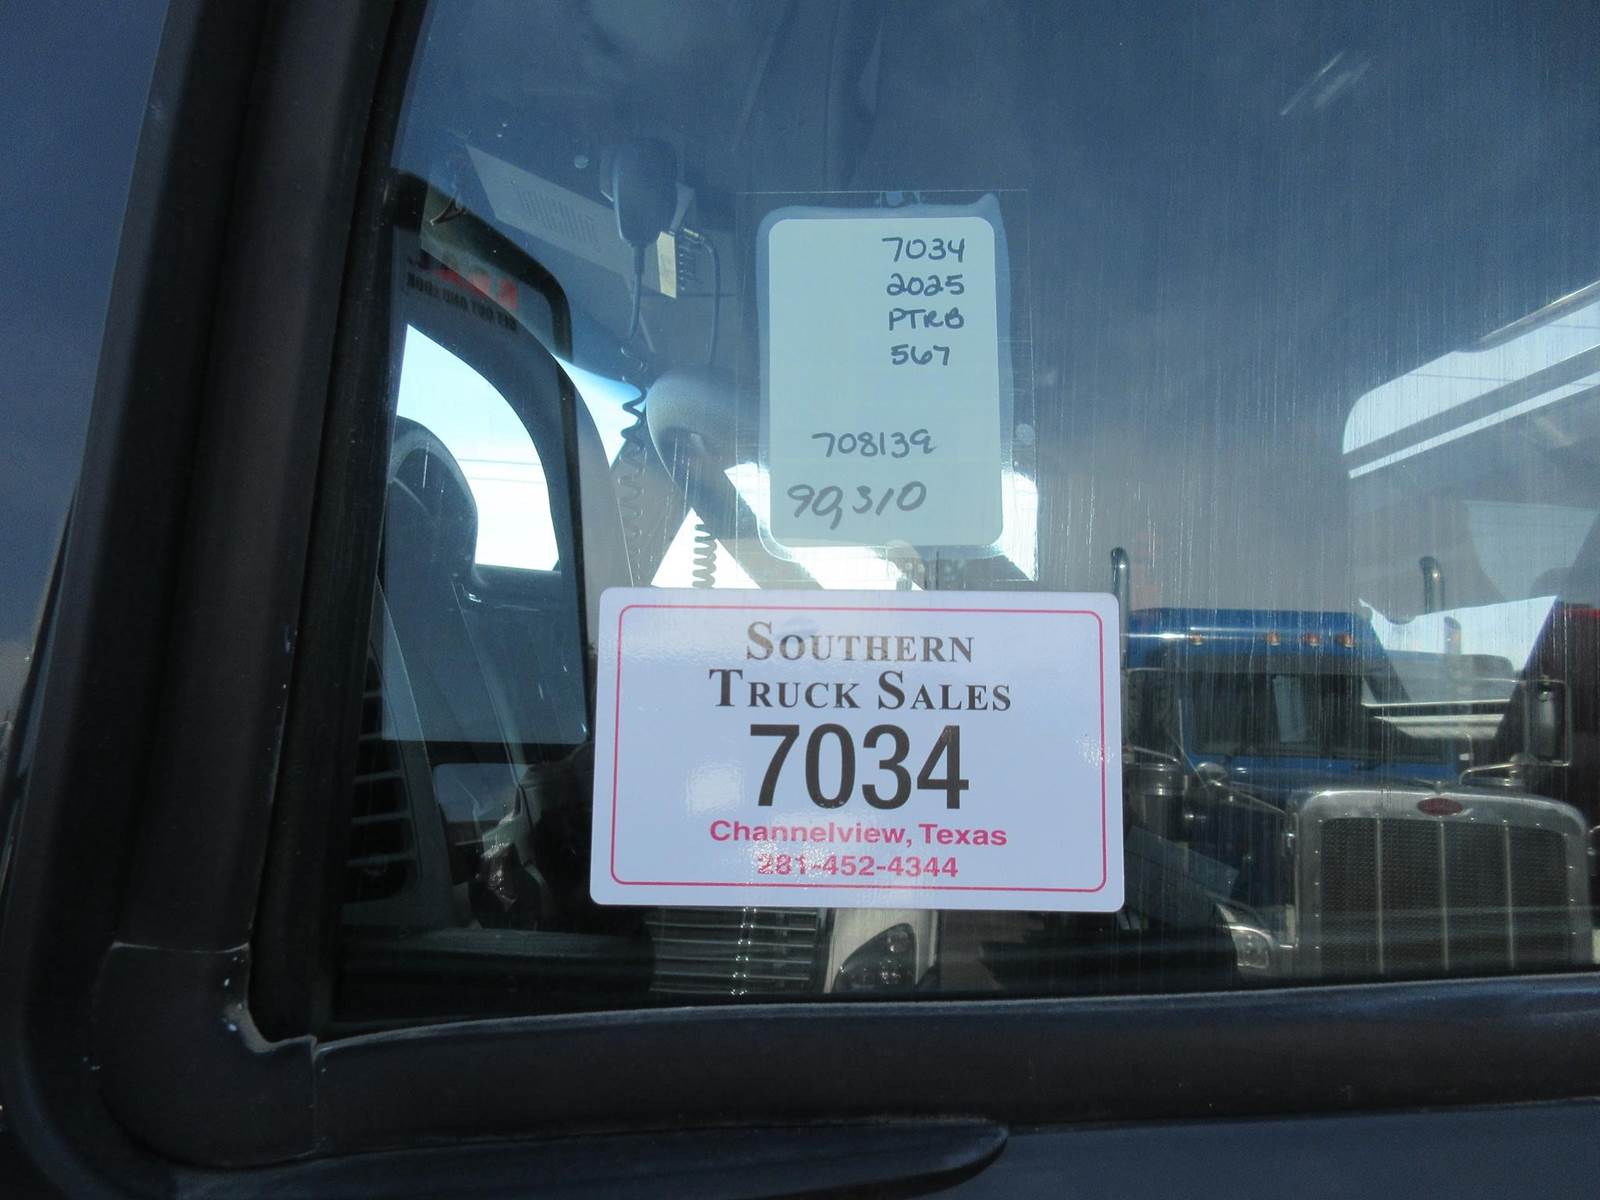 7034
2025
PTRB
567
708139
90,310
SOUTHERN
TRUCK SALES
7034
Channelview, Texas
281-452-4344